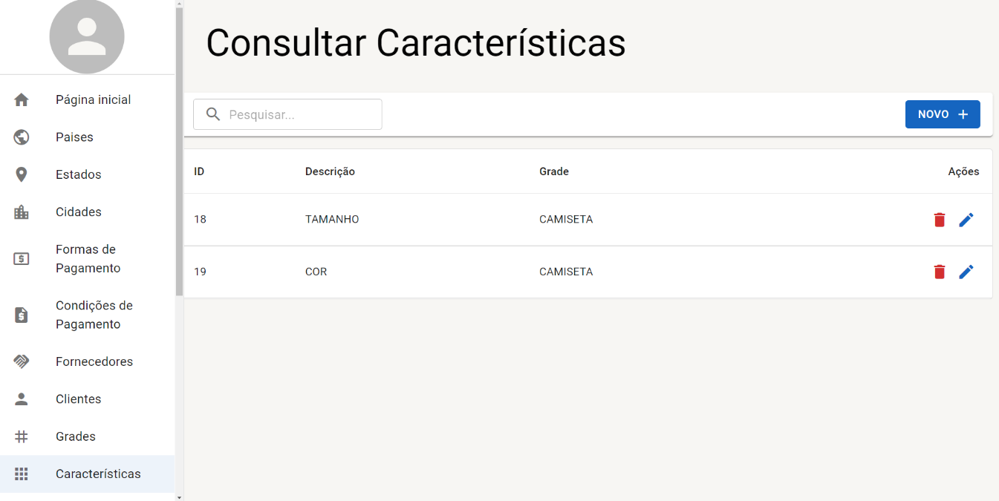 Consultar Características
Página inicial
Paises
Estados
Cidades
Formas de
Pagamento
Condições de
Pagamento
Fornecedores
Clientes
Grades
Características
Pesquisar...
NOVO +
ID Descrição Grade Ações
18 TAMANHO CAMISETA
19 COR CAMISETA